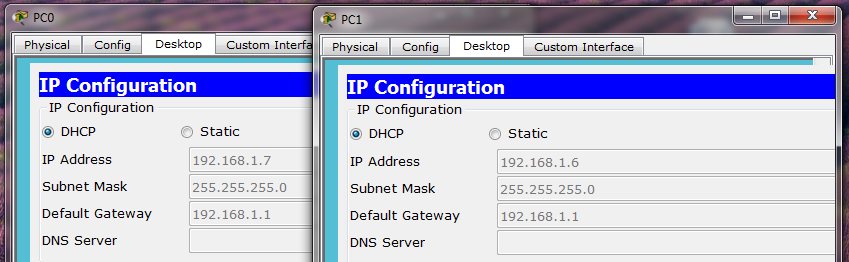 PC0
Physical Config Desktop Custom Interfa
IP Configuration
IP Configuration
DHCP Static
IP Address 192.168.1.7
Subnet Mask 255.255.255.0
Default Gateway 192.168.1.1
DNS Server
PC1
Physical Config Desktop Custom Interface
IP Configuration
IP Configuration
DHCP Static
IP Address 192.168.1.6
Subnet Mask 255.255.255.0
Default Gateway 192.168.1.1
DNS Server